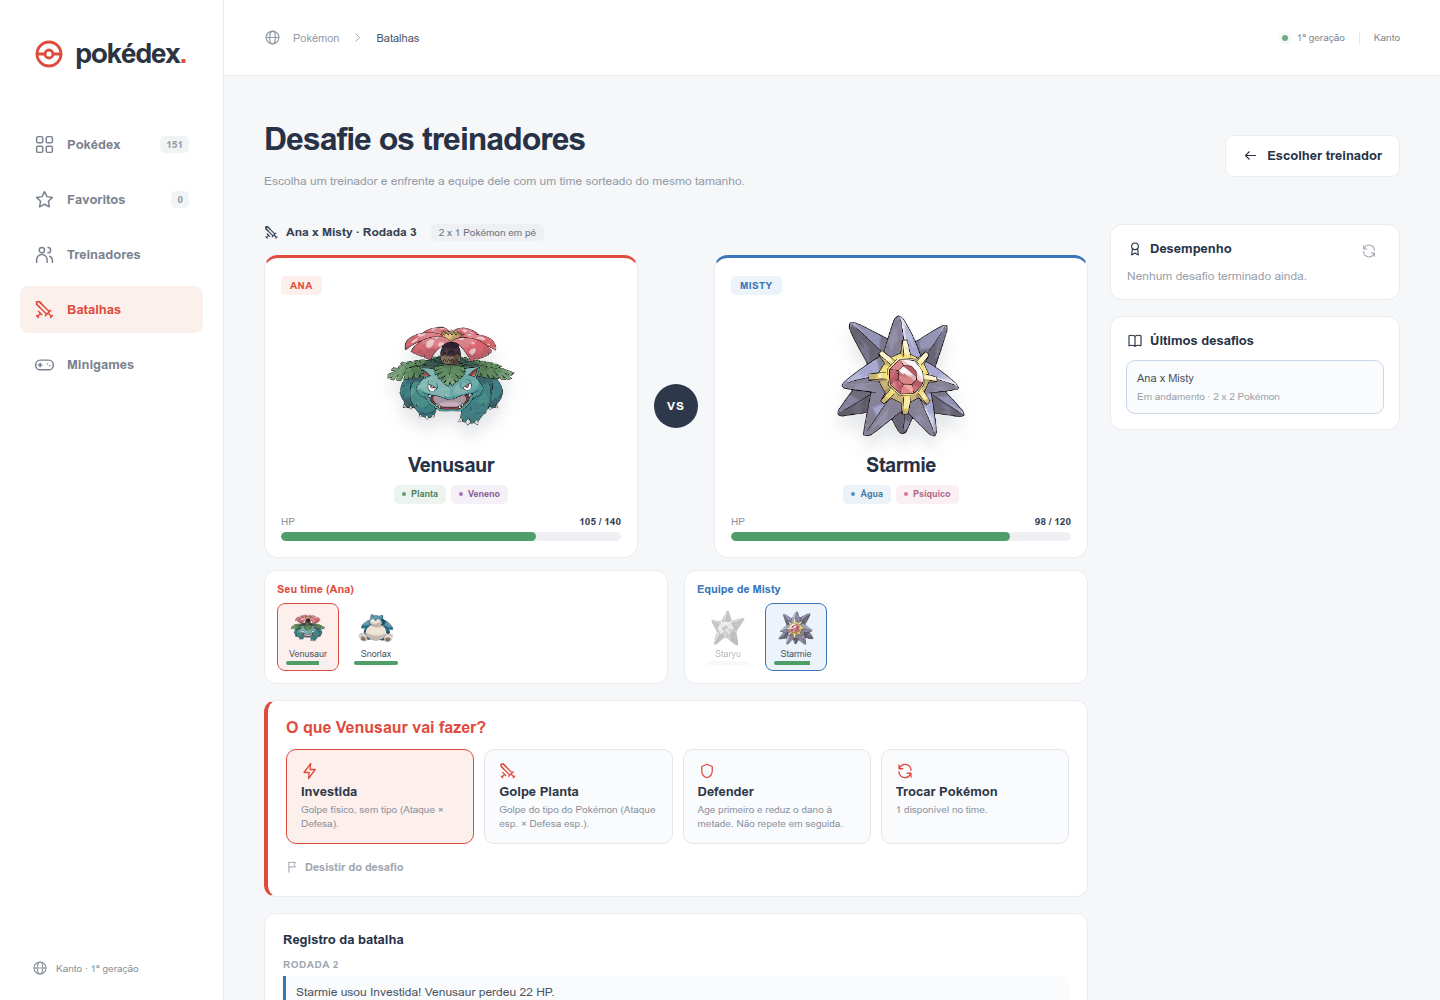 pokédex.
Pokédex 151
Favoritos 0
Treinadores
Batalhas
Minigames
Kanto · 1ª geração
Pokémon > Batalhas
1ª geração | Kanto
Desafie os treinadores
Escolha um treinador e enfrente a equipe dele com um time sorteado do mesmo tamanho.
← Escolher treinador
Ana x Misty · Rodada 3 2 x 1 Pokémon em pé
ANA
Venusaur
Planta Veneno
HP 105 / 140
VS
MISTY
Starmie
Água Psíquico
HP 98 / 120
Seu time (Ana)
Venusaur Snorlax
Equipe de Misty
Staryu Starmie
O que Venusaur vai fazer?
Investida
Golpe físico, sem tipo (Ataque ×
Defesa).
Golpe Planta
Golpe do tipo do Pokémon (Ataque
esp. × Defesa esp.).
Defender
Age primeiro e reduz o dano à
metade. Não repete em seguida.
Trocar Pokémon
1 disponível no time.
Desistir do desafio
Registro da batalha
RODADA 2
Starmie usou Investida! Venusaur perdeu 22 HP.
Desempenho
Nenhum desafio terminado ainda.
Últimos desafios
Ana x Misty
Em andamento · 2 x 2 Pokémon